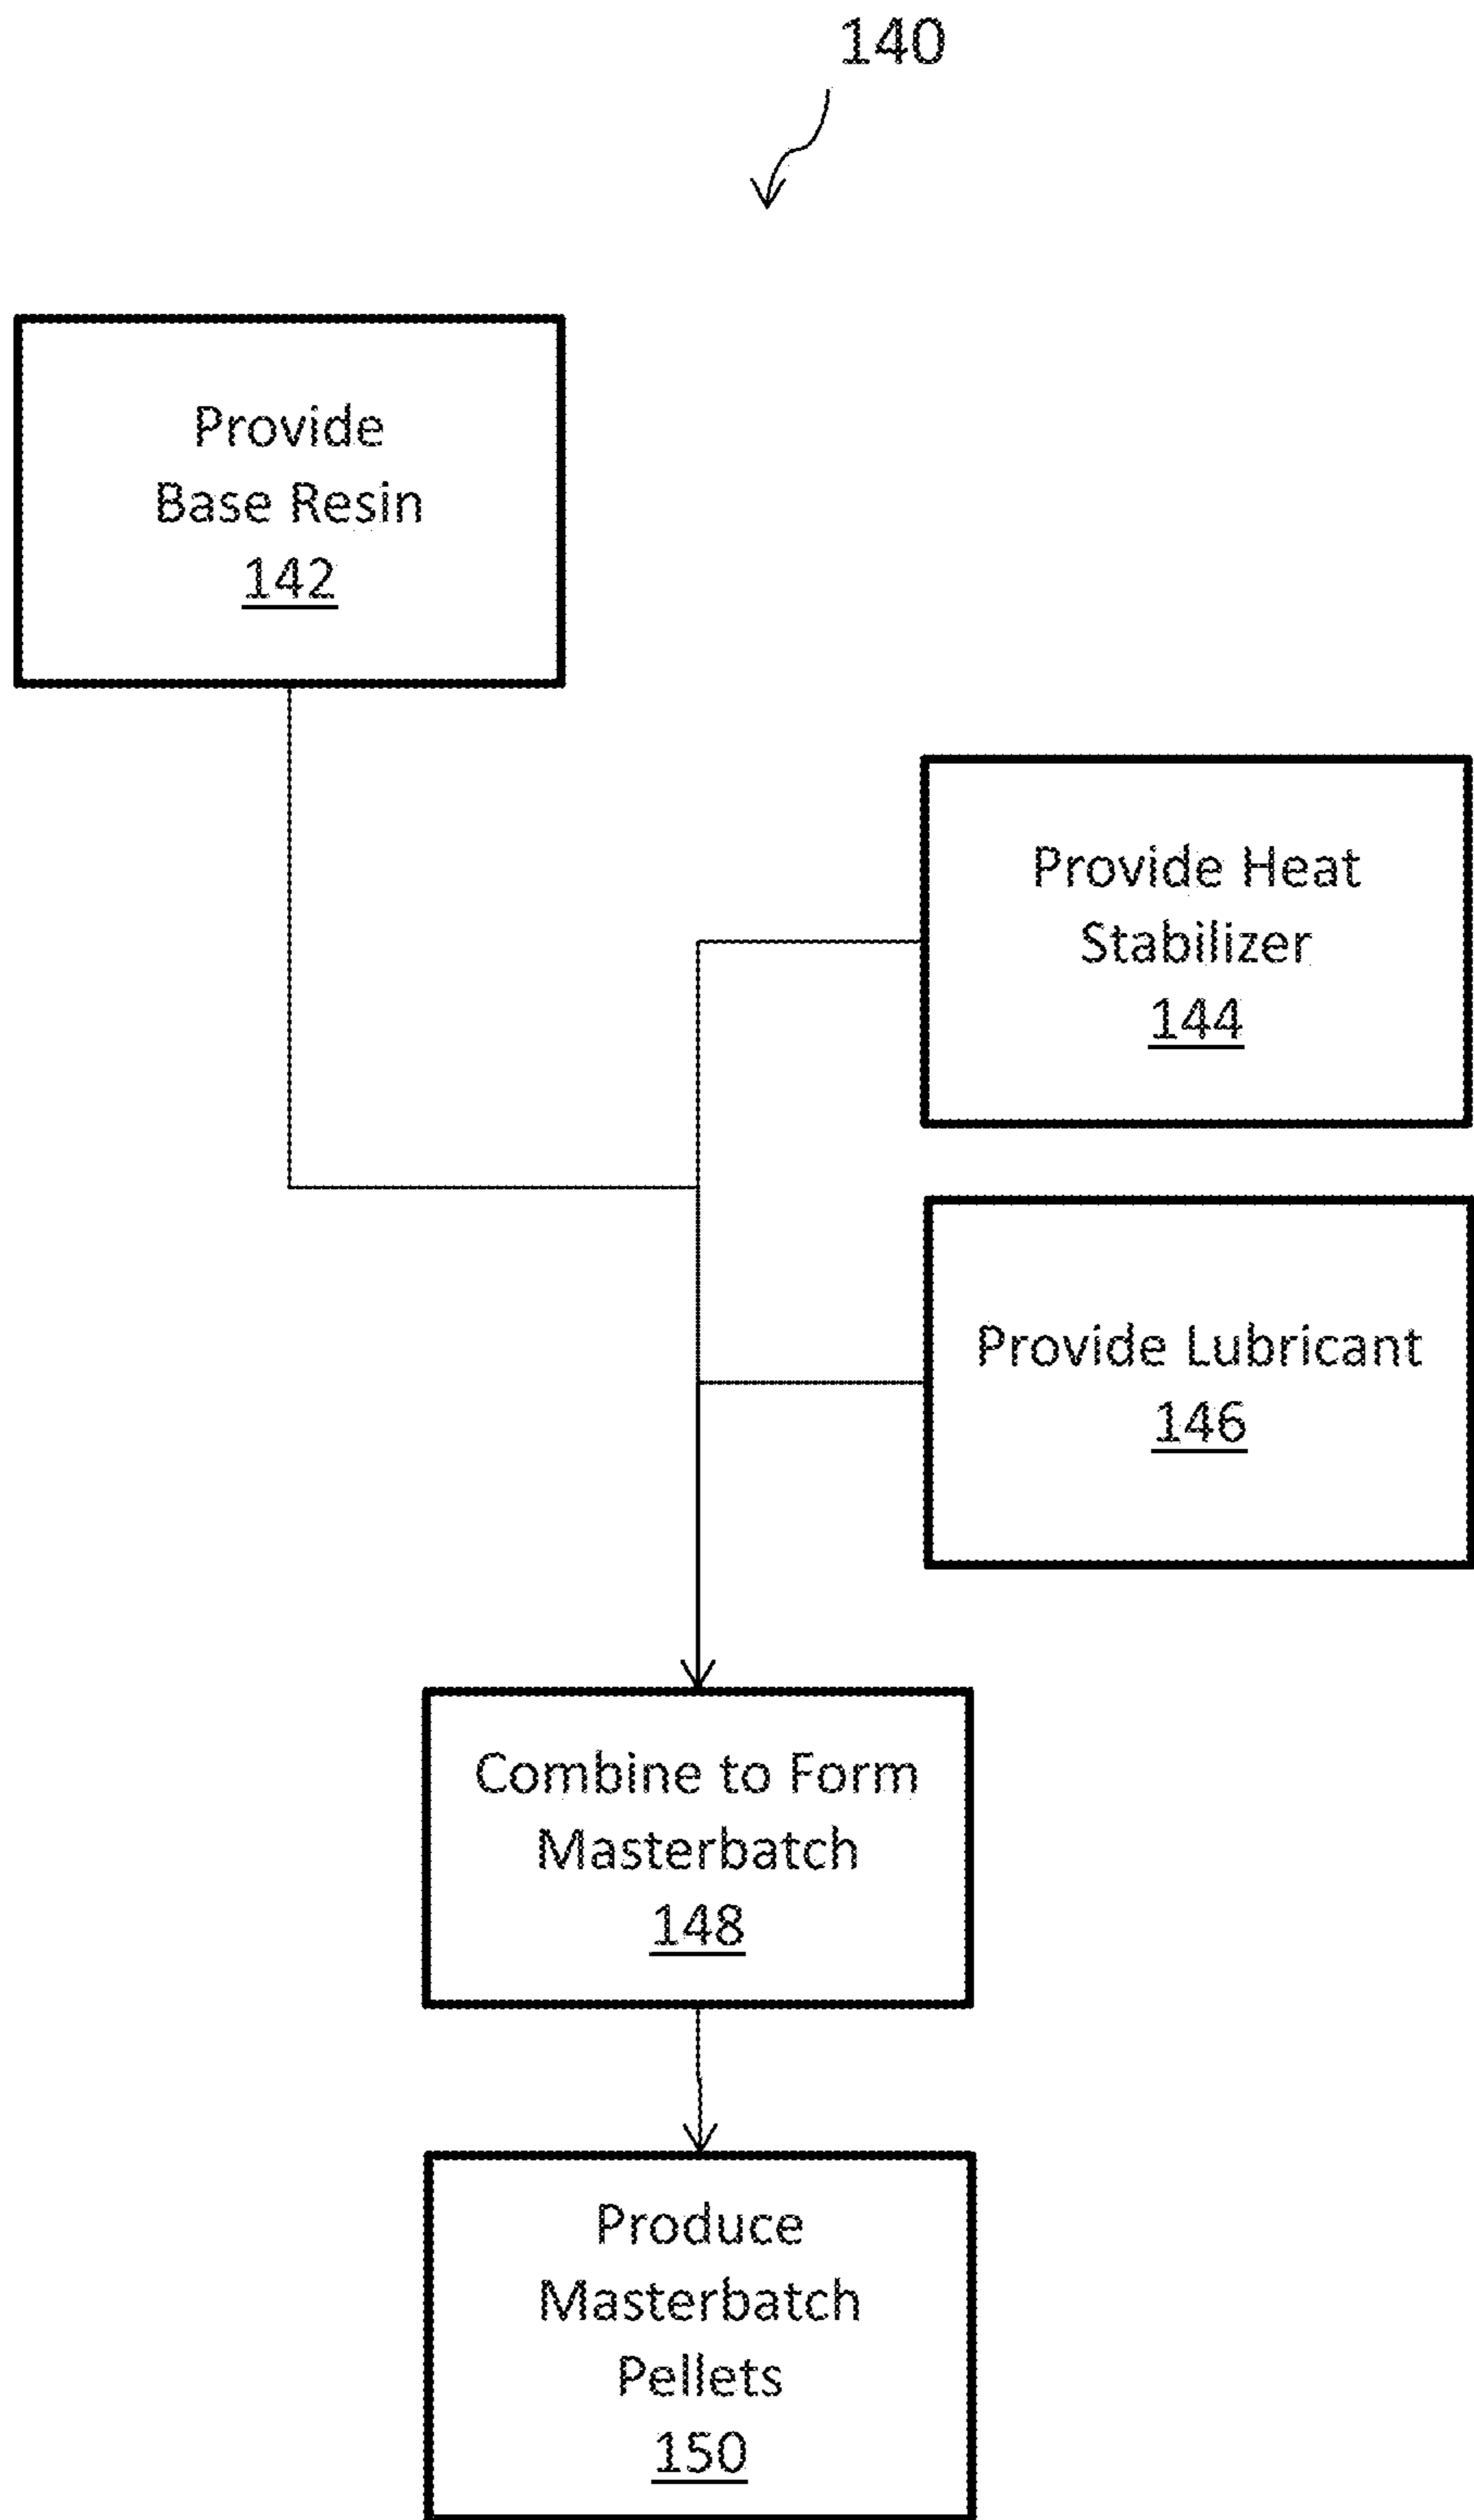 140
Provide
Base Resin
142
Provide Heat
Stabilizer
144
Provide Lubricant
146
Combine to Form
Masterbatch
148
Produce
Masterbatch
Pellets
150